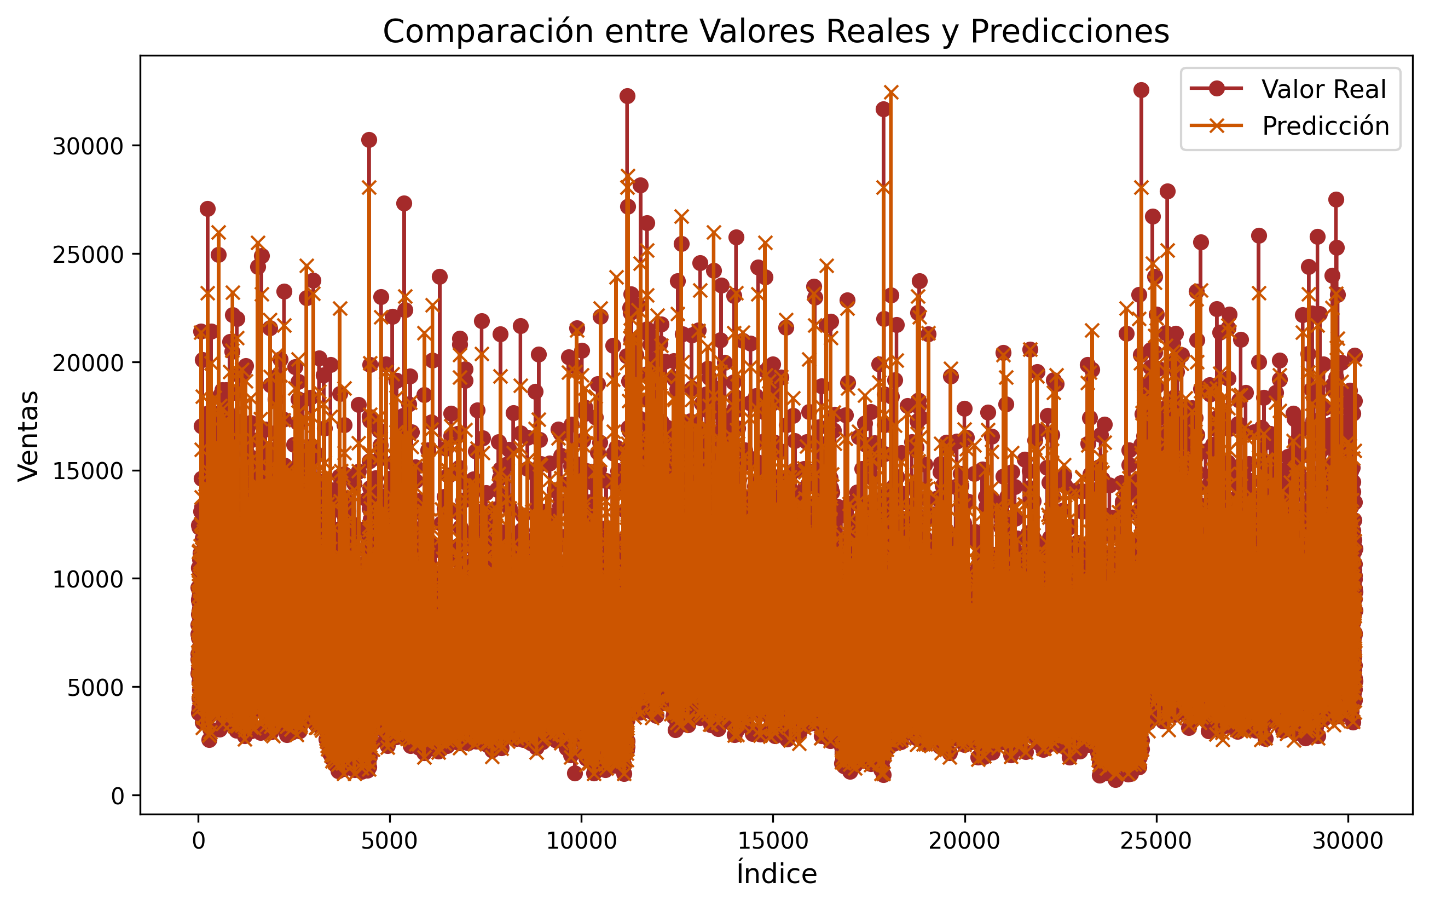 Comparación entre Valores Reales y Predicciones
Valor Real
Predicción
Ventas
30000
25000
20000
15000
10000
5000
0
0 5000 10000 15000 20000 25000 30000
Índice